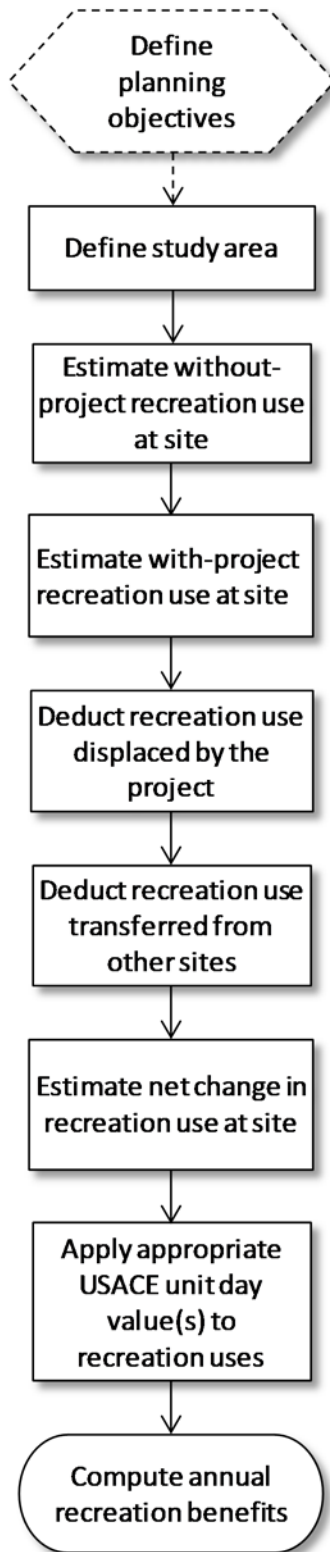 Define
planning
objectives
Define study area
Estimate without-
project recreation use
at site
Estimate with-project
recreation use at site
Deduct recreation use
displaced by the
project
Deduct recreation use
transferred from
other sites
Estimate net change in
recreation use at site
Apply appropriate
USACE unit day
value(s) to
recreation uses
Compute annual
recreation benefits